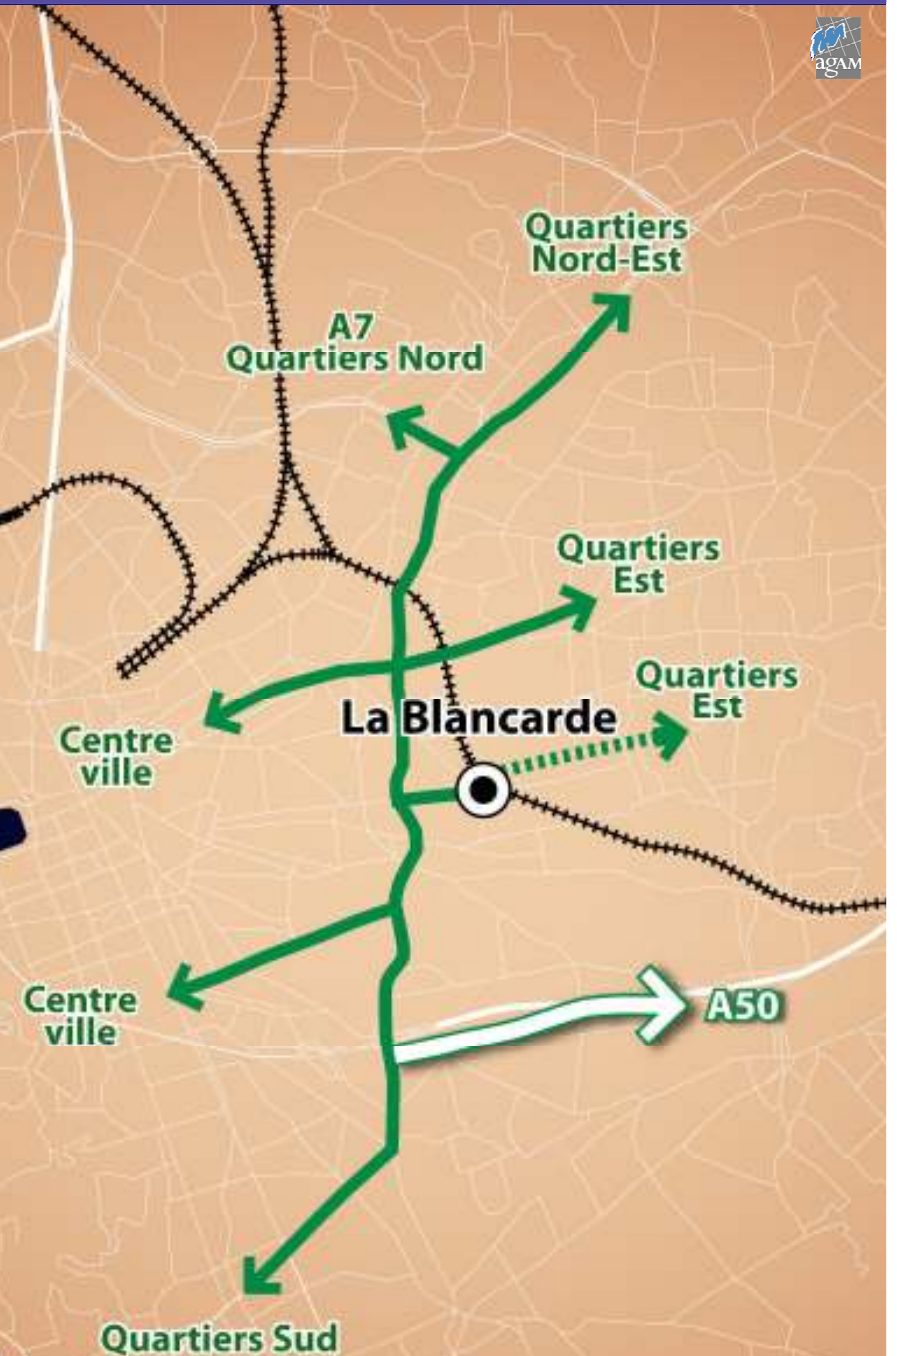 agAM
Quartiers
Nord-Est
A7
Quartiers Nord
Quartiers
Est
Quartiers
Est
La Blancarde
Centre
ville
Centre
ville
A50
Quartiers Sud